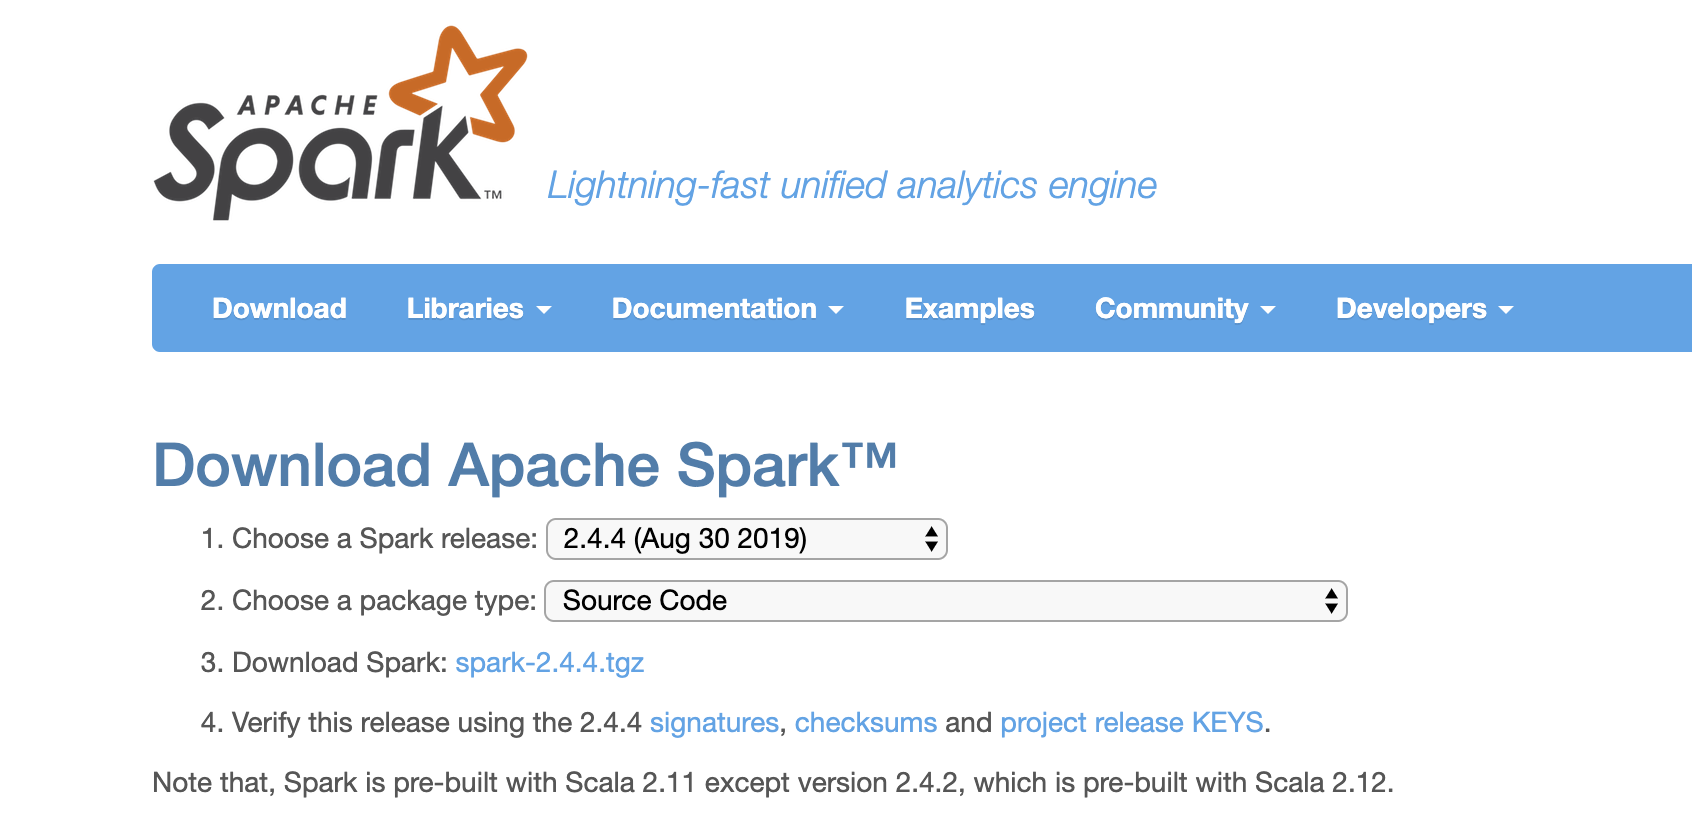 APACHE
Spark™
Lightning-fast unified analytics engine
Download Libraries Documentation Examples Community Developers
Download Apache Spark™
1. Choose a Spark release: 2.4.4 (Aug 30 2019)
2. Choose a package type: Source Code
3. Download Spark: spark-2.4.4.tgz
4. Verify this release using the 2.4.4 signatures, checksums and project release KEYS.
Note that, Spark is pre-built with Scala 2.11 except version 2.4.2, which is pre-built with Scala 2.12.